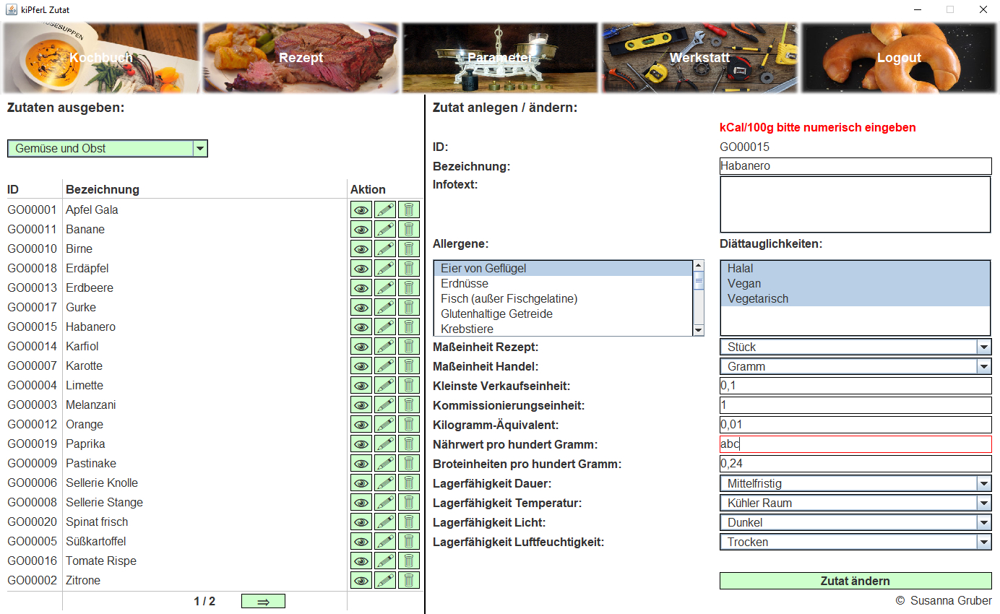 kiPferL Zutat
Kochbuch
Rezept
Parameter
Werkstatt
Logout
Zutaten ausgeben:
Gemüse und Obst
ID Bezeichnung Aktion
GO00001 Apfel Gala
GO00011 Banane
GO00010 Birne
GO00018 Erdäpfel
GO00013 Erdbeere
GO00017 Gurke
GO00015 Habanero
GO00014 Karfiol
GO00007 Karotte
GO00004 Limette
GO00003 Melanzani
GO00012 Orange
GO00019 Paprika
GO00009 Pastinake
GO00006 Sellerie Knolle
GO00008 Sellerie Stange
GO00020 Spinat frisch
GO00005 Süßkartoffel
GO00016 Tomate Rispe
GO00002 Zitrone
1 / 2 ⇒
Zutat anlegen / ändern:
kCal/100g bitte numerisch eingeben
ID: GO00015
Bezeichnung: Habanero
Infotext:
Allergene:
Eier von Geflügel
Erdnüsse
Fisch (außer Fischgelatine)
Glutenhaltige Getreide
Krebstiere
Diättauglichkeiten:
Halal
Vegan
Vegetarisch
Maßeinheit Rezept: Stück
Maßeinheit Handel: Gramm
Kleinste Verkaufseinheit: 0,1
Kommissionierungseinheit: 1
Kilogramm-Äquivalent: 0,01
Nährwert pro hundert Gramm: abc
Broteinheiten pro hundert Gramm: 0,24
Lagerfähigkeit Dauer: Mittelfristig
Lagerfähigkeit Temperatur: Kühler Raum
Lagerfähigkeit Licht: Dunkel
Lagerfähigkeit Luftfeuchtigkeit: Trocken
Zutat ändern
© Susanna Gruber